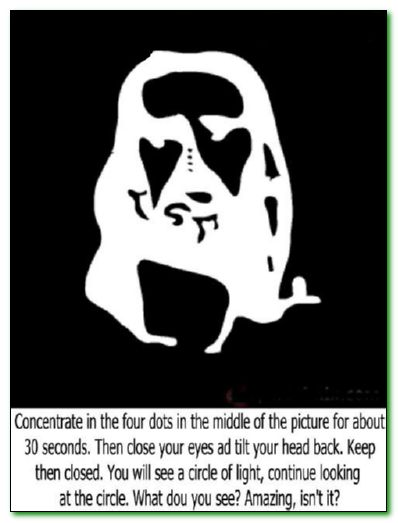 Concentrate in the four dots in the middle of the picture for about
30 seconds. Then close your eyes ad tilt your head back. Keep
then closed. You will see a circle of light, continue looking
at the circle. What dou you see? Amazing, isn't it?